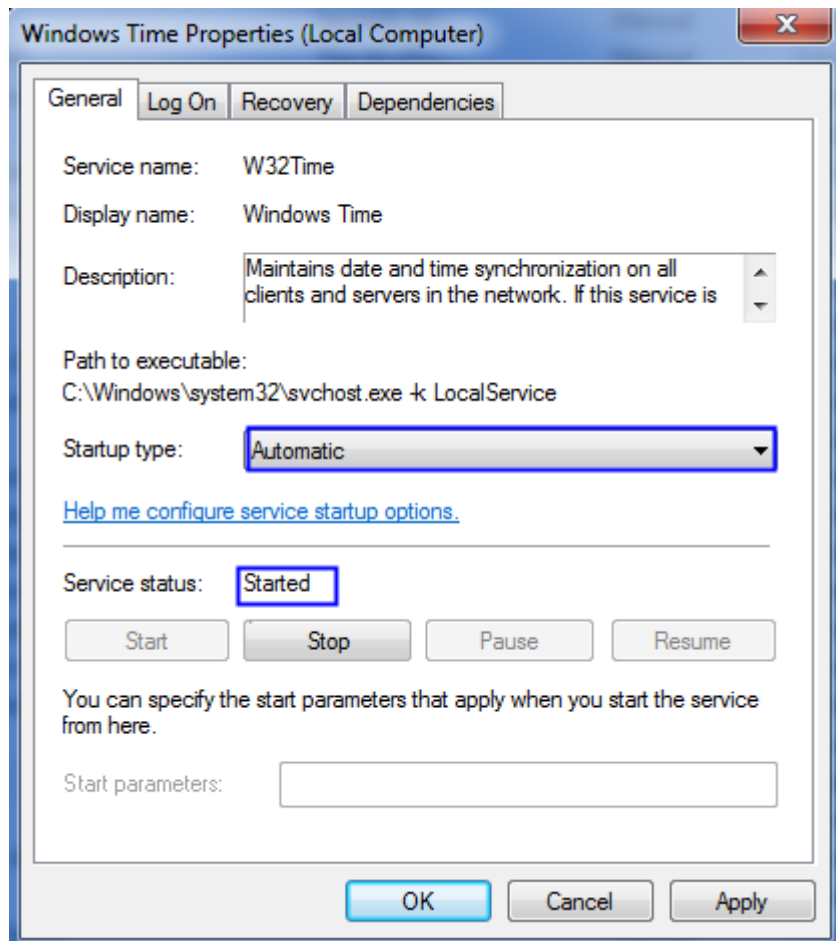 Windows Time Properties (Local Computer)
General Log On Recovery Dependencies
Service name: W32Time
Display name: Windows Time
Description: Maintains date and time synchronization on all
clients and servers in the network. If this service is
Path to executable:
C:\Windows\system32\svchost.exe -k LocalService
Startup type: Automatic
Help me configure service startup options.
Service status: Started
Start Stop Pause Resume
You can specify the start parameters that apply when you start the service
from here.
Start parameters:
OK Cancel Apply